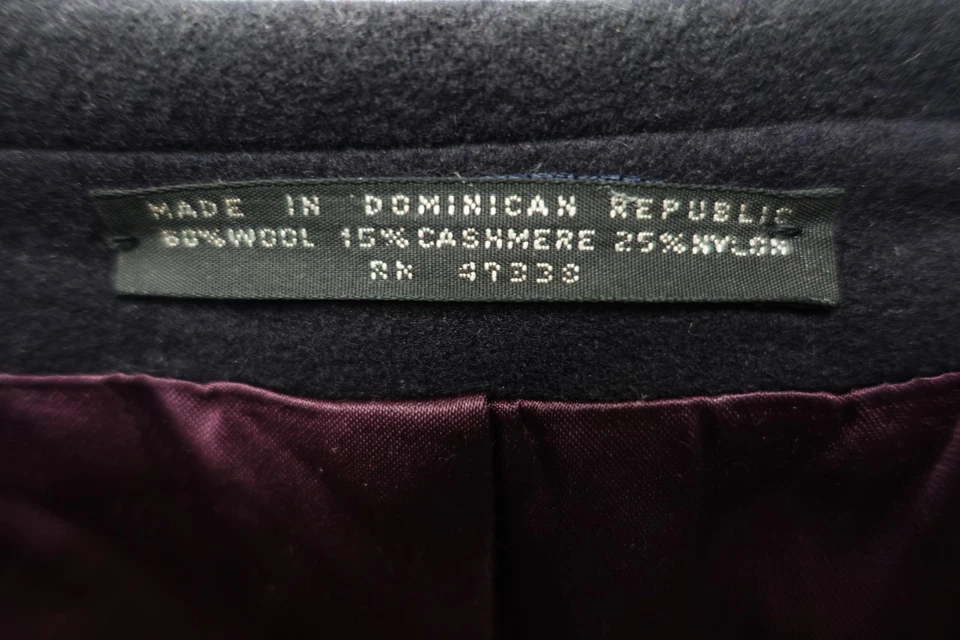 MADE IN DOMINICAN REPUBLIC
60%WOOL 15%CASHMERE 25%NYLON
RN 47338